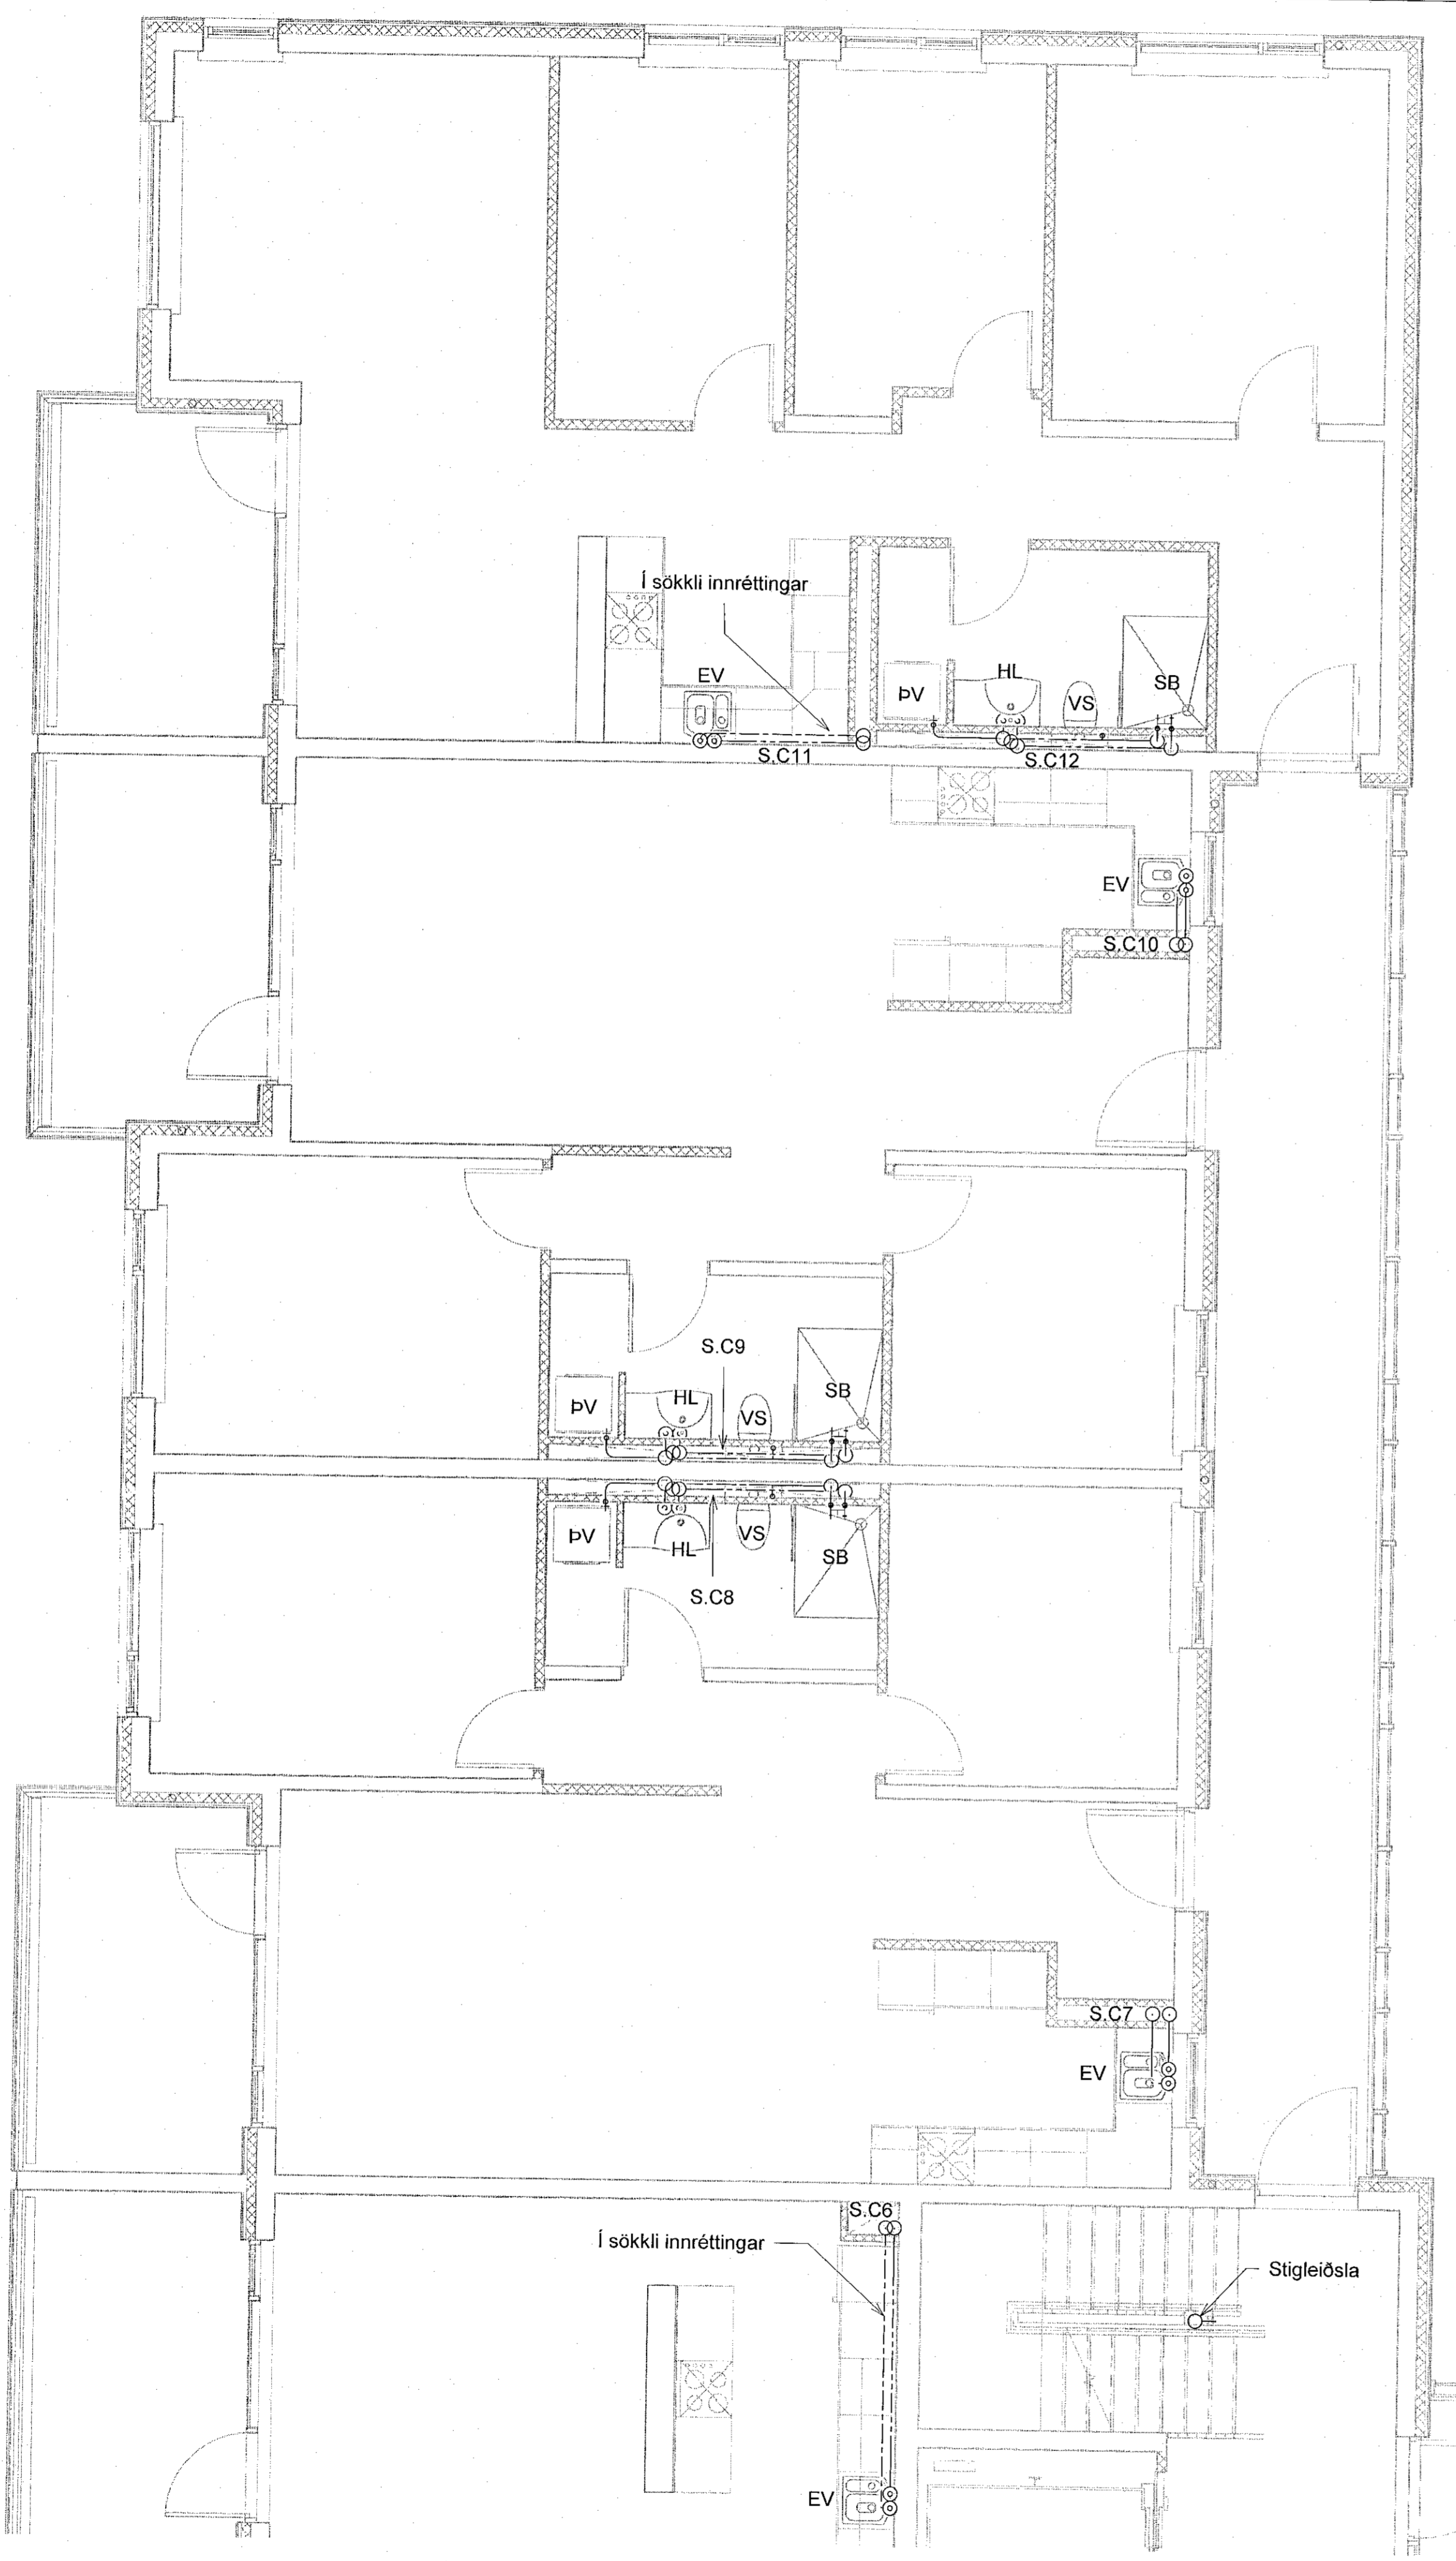 Í sökkli innréttingar
EV
ÞV
HL
VS
SB
S.C11
S.C12
EV
S.C10
S.C9
ÞV
HL
VS
SB
ÞV
HL
VS
SB
S.C8
S.C7
EV
S.C6
Í sökkli innréttingar
Stigleiðsla
EV